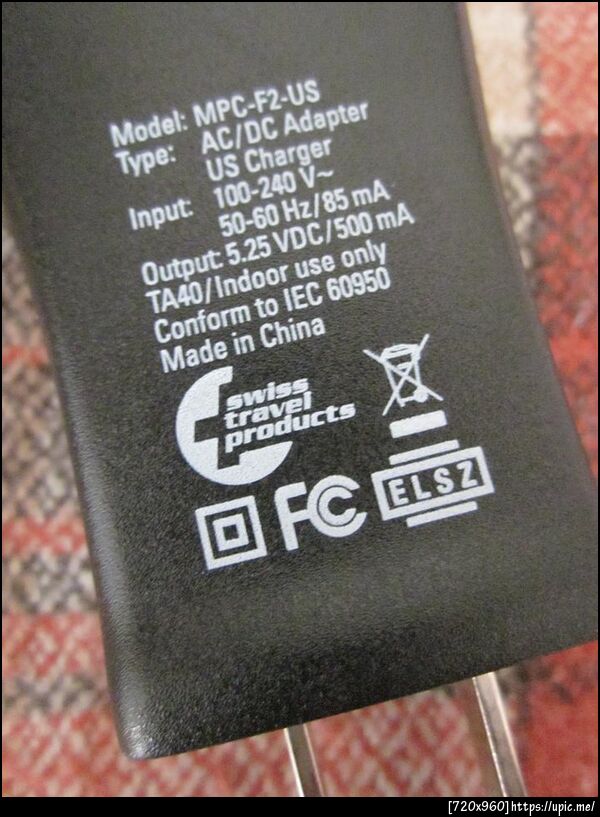 Model: MPC-F2-US
Type: AC/DC Adapter
US Charger
Input: 100-240 V~
50-60 Hz/85 mA
Output: 5.25 VDC/500 mA
TA40/Indoor use only
Conform to IEC 60950
Made in China
swiss
travel
products
FC
ELSZ
[720x960]https://upic.me/